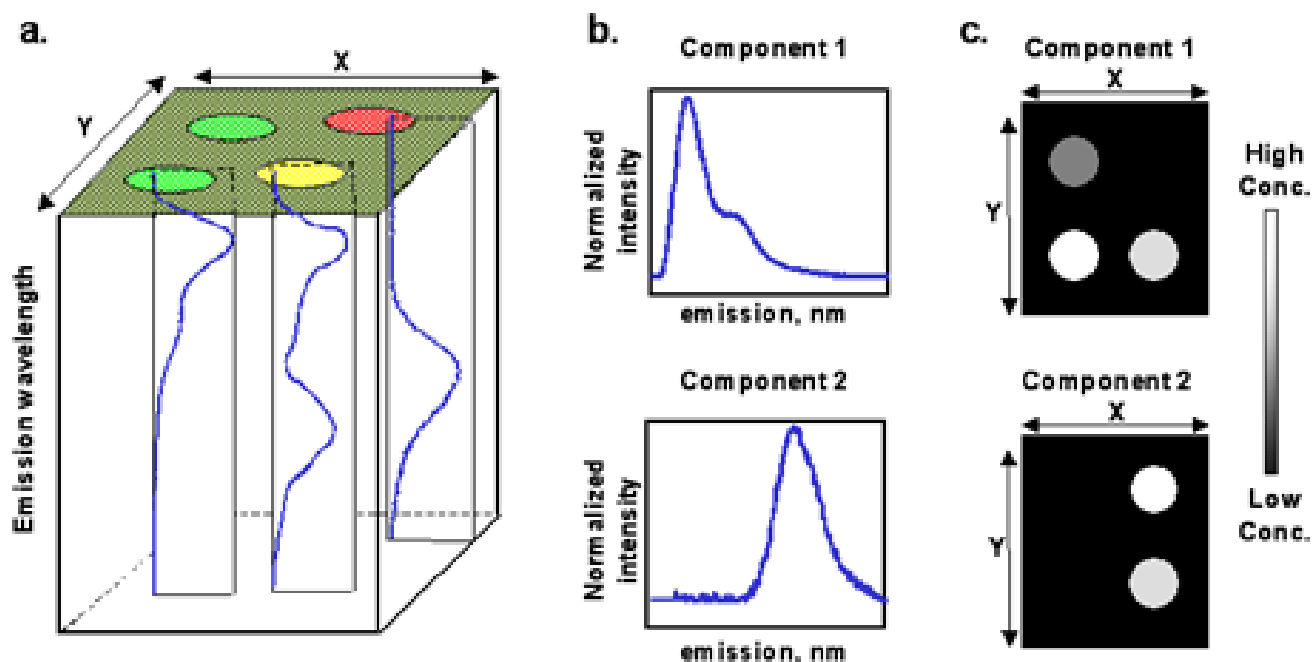 a.
X
Y
Emission wavelength
b.
Component 1
Normalized
intensity
emission, nm
Component 2
Normalized
intensity
emission, nm
c.
Component 1
X
Y
High
Conc.
Component 2
X
Y
Low
Conc.